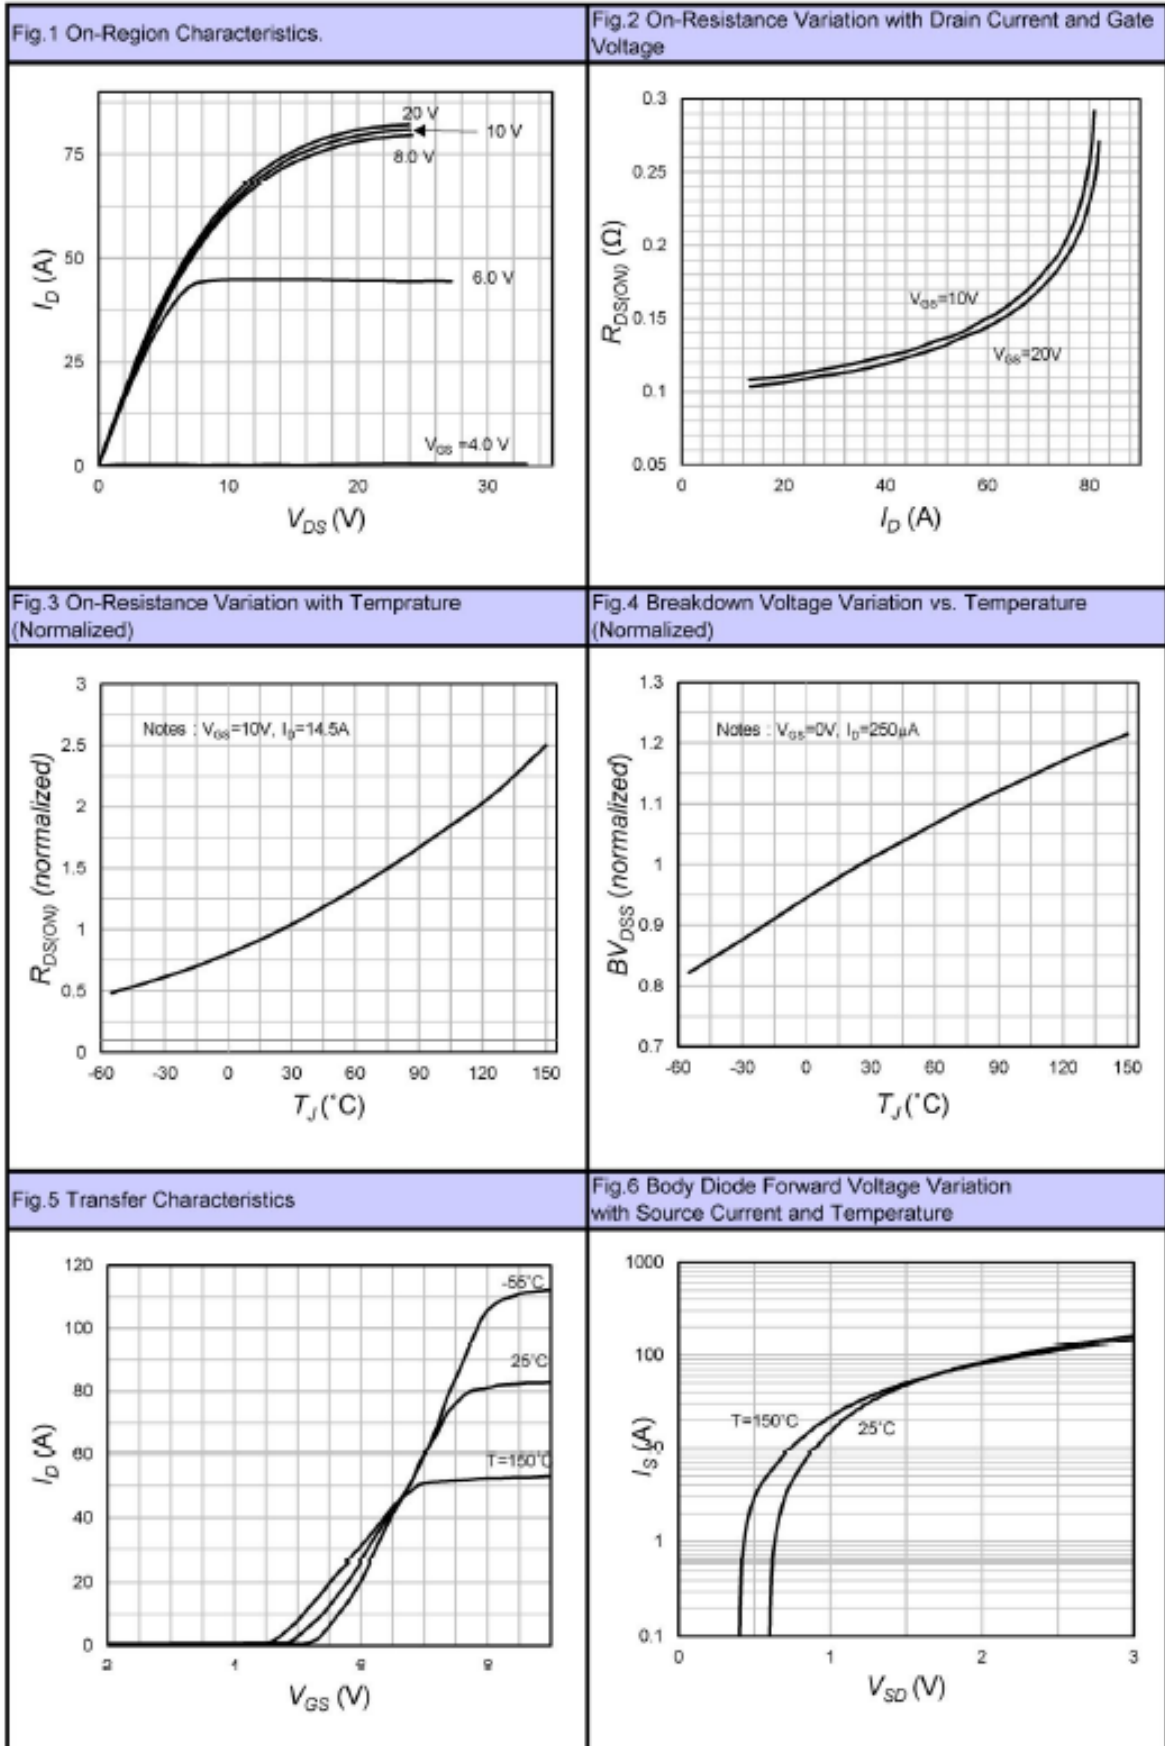 Fig.1 On-Region Characteristics.
Fig.2 On-Resistance Variation with Drain Current and Gate
Voltage
20 V
10 V
8.0 V
6.0 V
V_GS =4.0 V
75
50
25
0
0 10 20 30
I_D (A)
V_DS (V)
0.3
0.25
0.2
0.15
0.1
0.05
0 20 40 60 80
V_GS=10V
V_GS=20V
R_DS(ON) (Ω)
I_D (A)
Fig.3 On-Resistance Variation with Temprature
(Normalized)
Fig.4 Breakdown Voltage Variation vs. Temperature
(Normalized)
Notes : V_GS=10V, I_D=14.5A
3
2.5
2
1.5
1
0.5
0
-60 -30 0 30 60 90 120 150
R_DS(ON) (normalized)
T_J (˚C)
Notes : V_GS=0V, I_D=250μA
1.3
1.2
1.1
1
0.9
0.8
0.7
-60 -30 0 30 60 90 120 150
BV_DSS (normalized)
T_J (˚C)
Fig.5 Transfer Characteristics
Fig.6 Body Diode Forward Voltage Variation
with Source Current and Temperature
120
100
80
60
40
20
0
-55˚C
25˚C
T=150˚C
I_D (A)
V_GS (V)
1000
100
10
1
0.1
0 1 2 3
T=150˚C
25˚C
I_S (A)
V_SD (V)